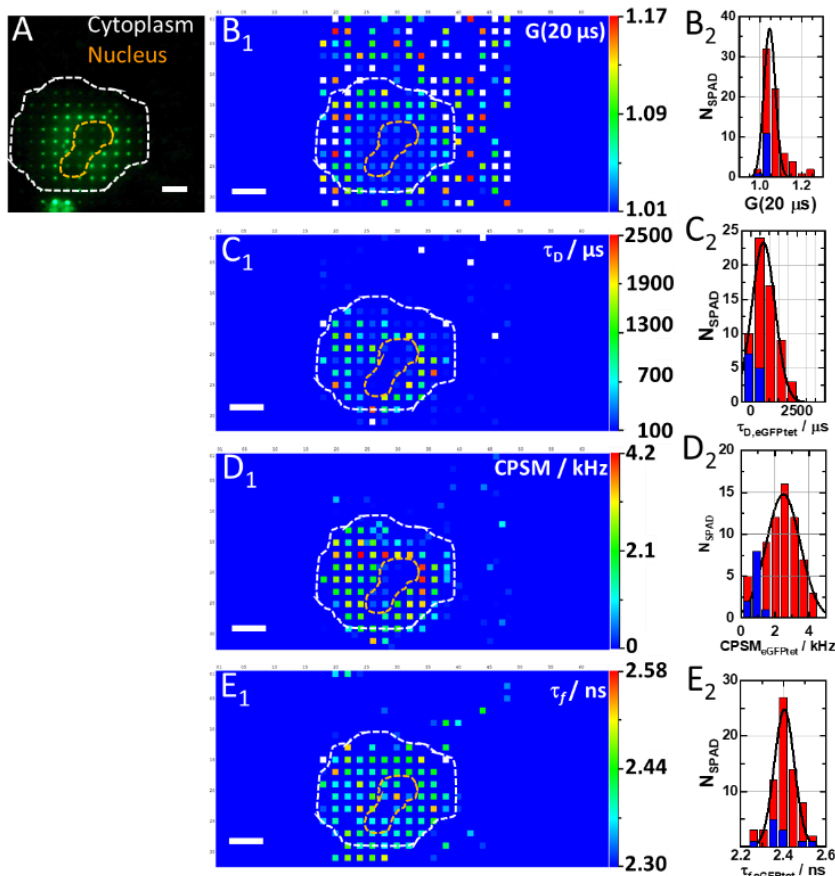 A
Cytoplasm
Nucleus
B1
G(20 μs)
1.17
1.09
1.01
B2
40
30
20
10
0
NSPAD
1.0
1.2
G(20 μs)
C1
τD / μs
2500
1900
1300
700
100
C2
25
20
15
10
5
0
NSPAD
0
2500
τD,eGFPtet / μs
D1
CPSM / kHz
4.2
2.1
0
D2
20
15
10
5
0
NSPAD
0
2
4
CPSMeGFPtet / kHz
E1
τf / ns
2.58
2.44
2.30
E2
30
20
10
NSPAD
2.2
2.4
2.6
τf,eGFPtet / ns